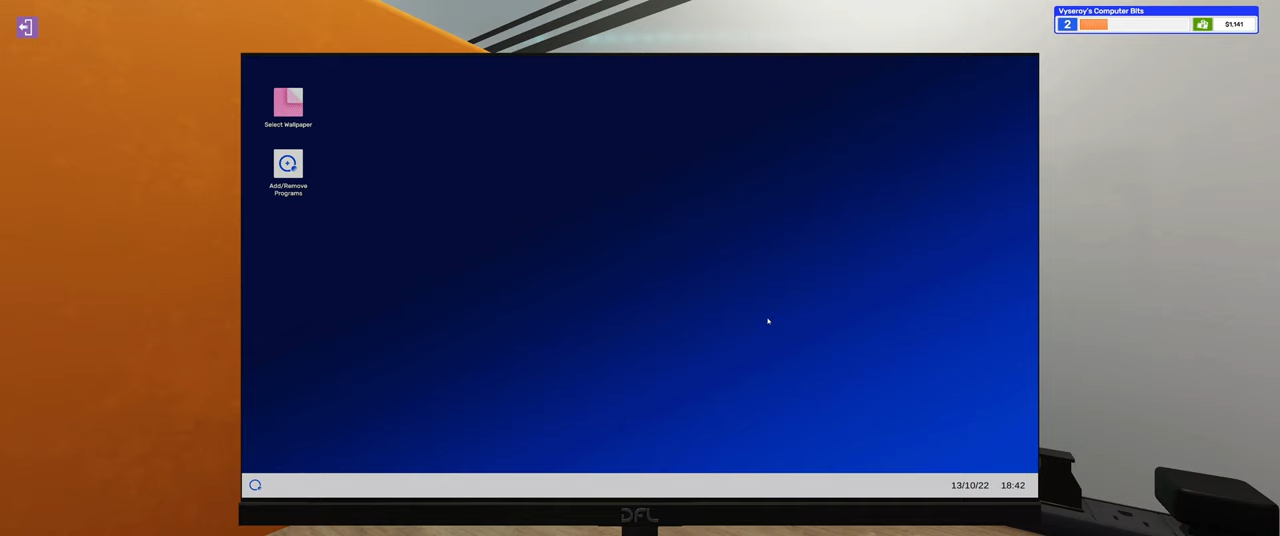 Vyseroy's Computer Bits
2
$1,141
Select Wallpaper
Add/Remove
Programs
13/10/22 18:42
DFL